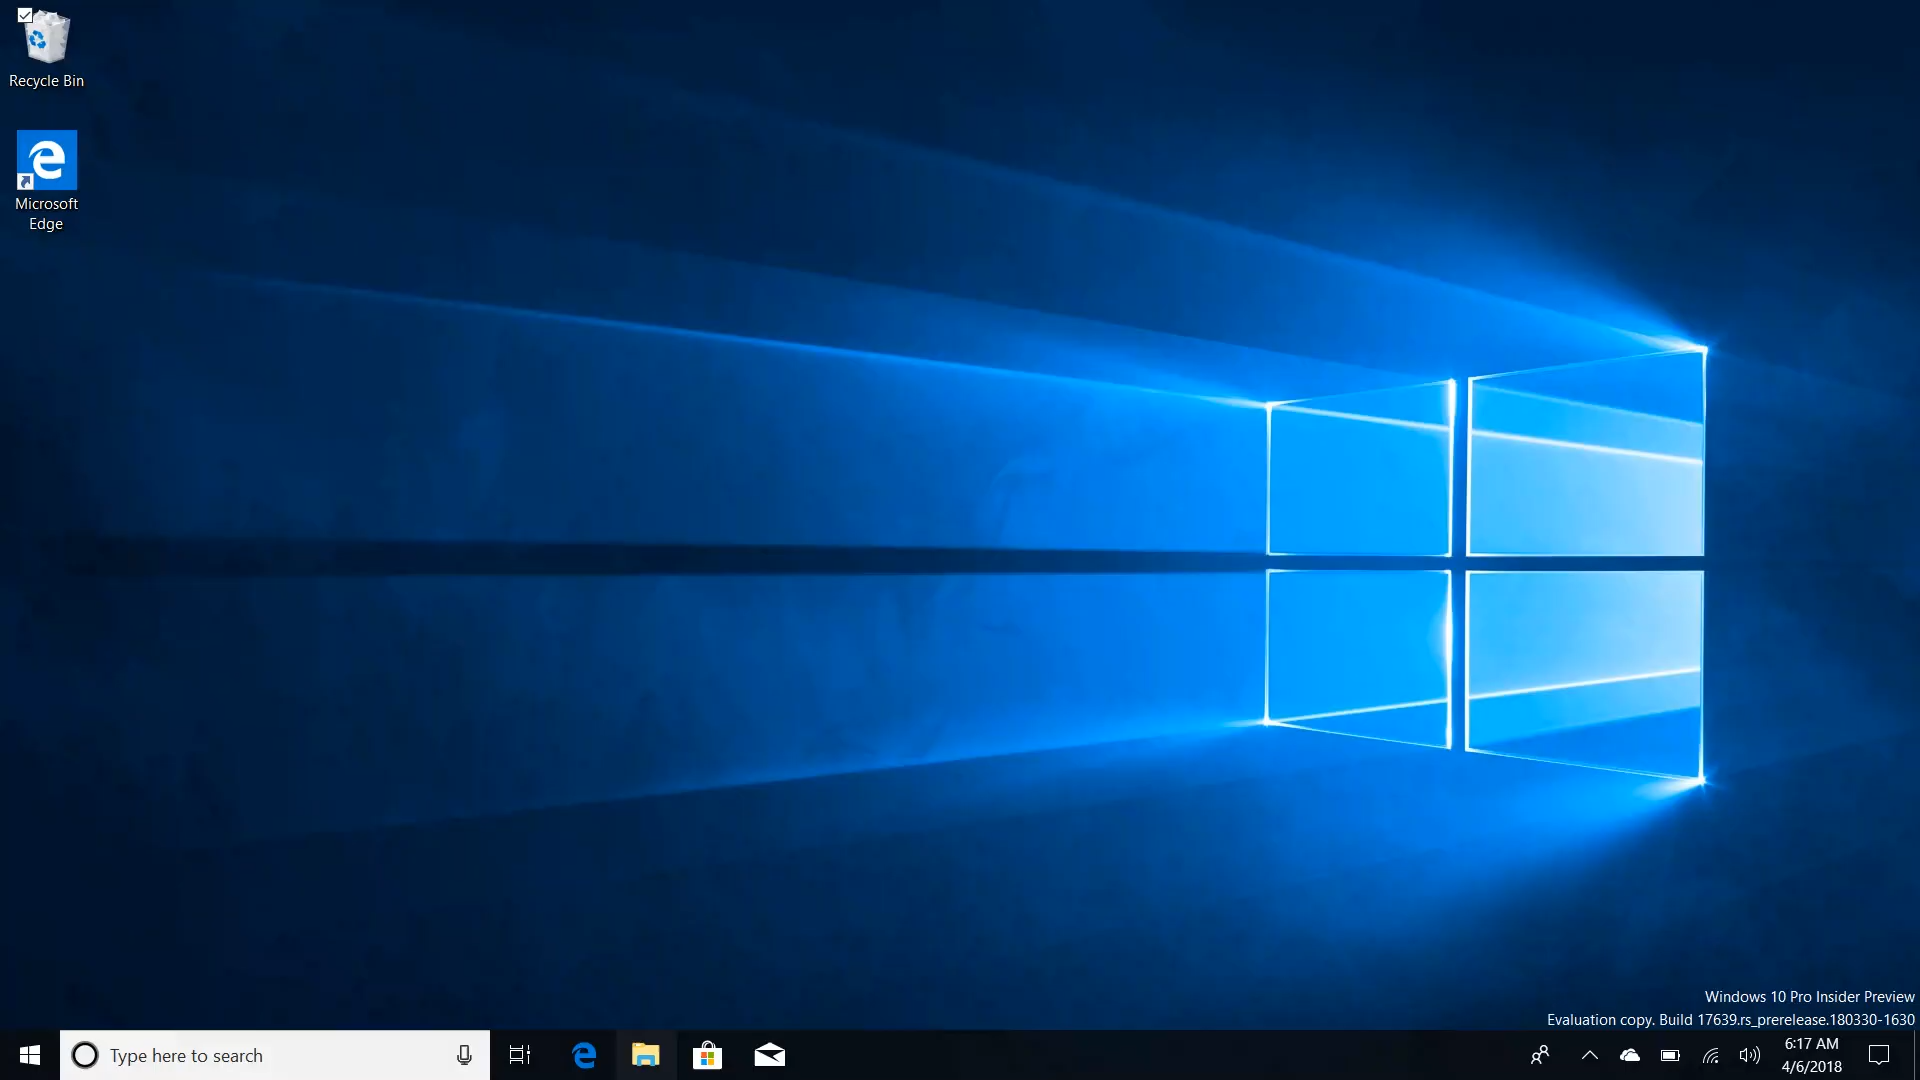 Recycle Bin
Microsoft
Edge
Windows 10 Pro Insider Preview
Evaluation copy. Build 17639.rs_prerelease.180330-1630
Type here to search
6:17 AM
4/6/2018